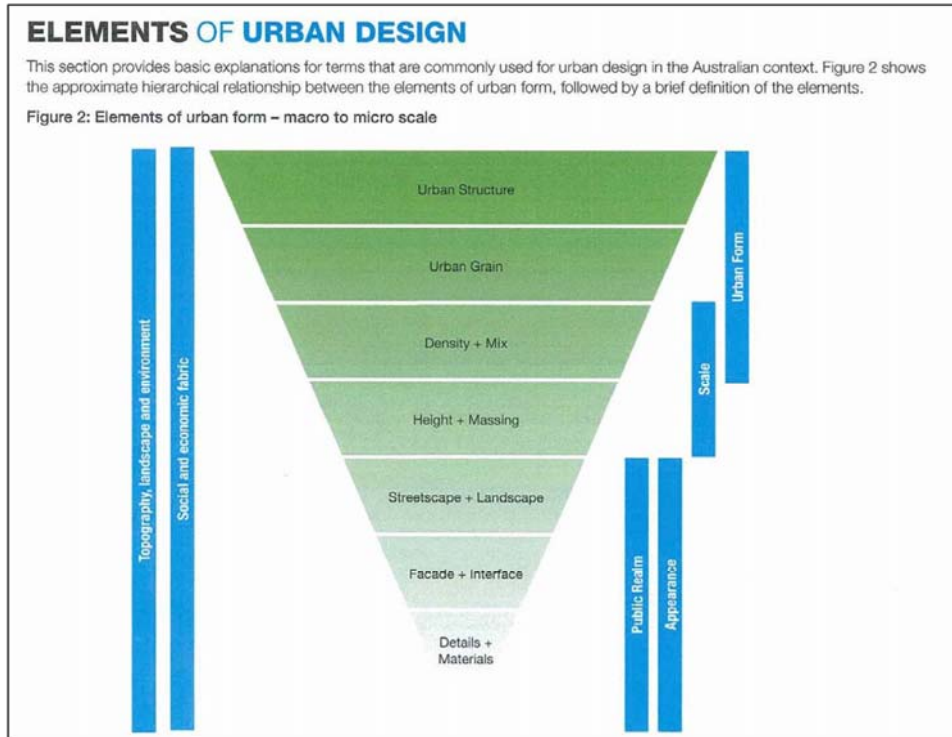 ELEMENTS OF URBAN DESIGN
This section provides basic explanations for terms that are commonly used for urban design in the Australian context. Figure 2 shows
the approximate hierarchical relationship between the elements of urban form, followed by a brief definition of the elements.
Figure 2: Elements of urban form – macro to micro scale
Topography, landscape and environment
Social and economic fabric
Urban Structure
Urban Grain
Density + Mix
Height + Massing
Streetscape + Landscape
Facade + Interface
Details +
Materials
Urban Form
Scale
Public Realm
Appearance